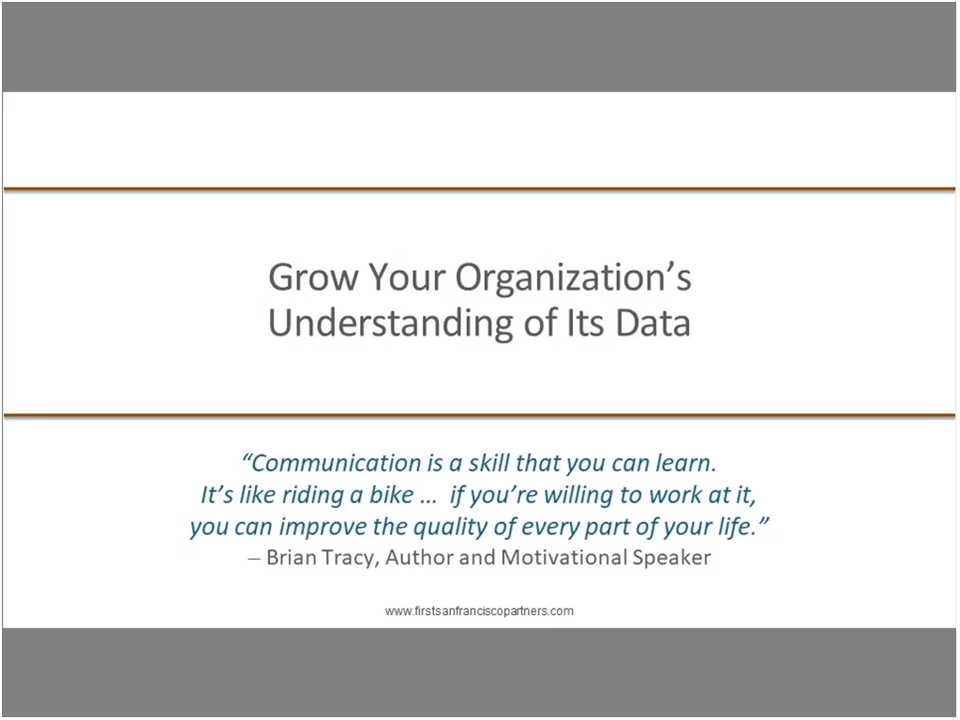 Grow Your Organization’s
Understanding of Its Data
“Communication is a skill that you can learn.
It’s like riding a bike … if you’re willing to work at it,
you can improve the quality of every part of your life.”
– Brian Tracy, Author and Motivational Speaker
www.firstsanfranciscopartners.com